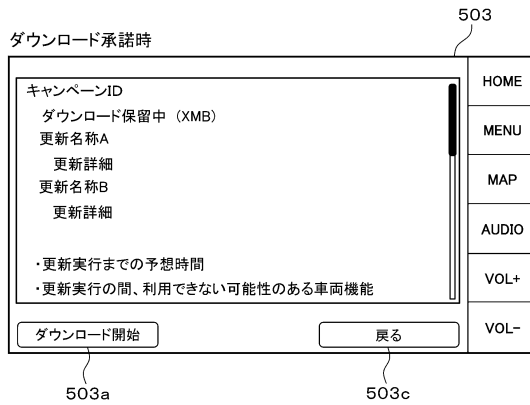 503
ダウンロード承諾時
キャンペーンID
ダウンロード保留中（XMB）
更新名称A
更新詳細
更新名称B
更新詳細
・更新実行までの予想時間
・更新実行の間、利用できない可能性のある車両機能
ダウンロード開始
戻る
HOME
MENU
MAP
AUDIO
VOL+
VOL-
503a
503c